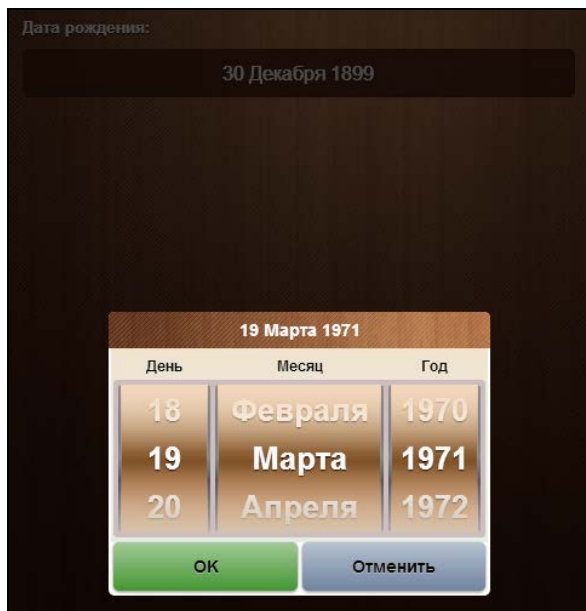 Дата рождения:
30 Декабря 1899
19 Марта 1971
День Месяц Год
18 Февраля 1970
19 Марта 1971
20 Апреля 1972
OK Отменить